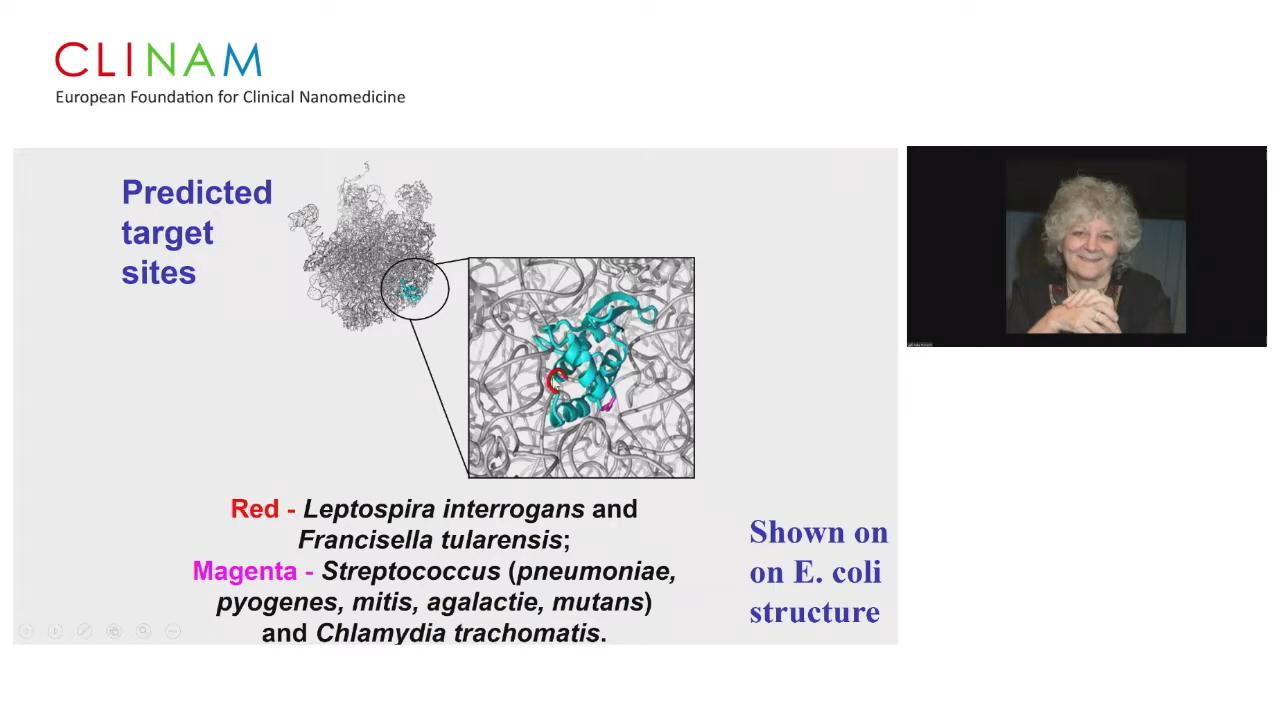 CLINAM
European Foundation for Clinical Nanomedicine
Predicted
target
sites
Red - Leptospira interrogans and
Francisella tularensis;
Magenta - Streptococcus (pneumoniae,
pyogenes, mitis, agalactie, mutans)
and Chlamydia trachomatis.
Shown on
on E. coli
structure